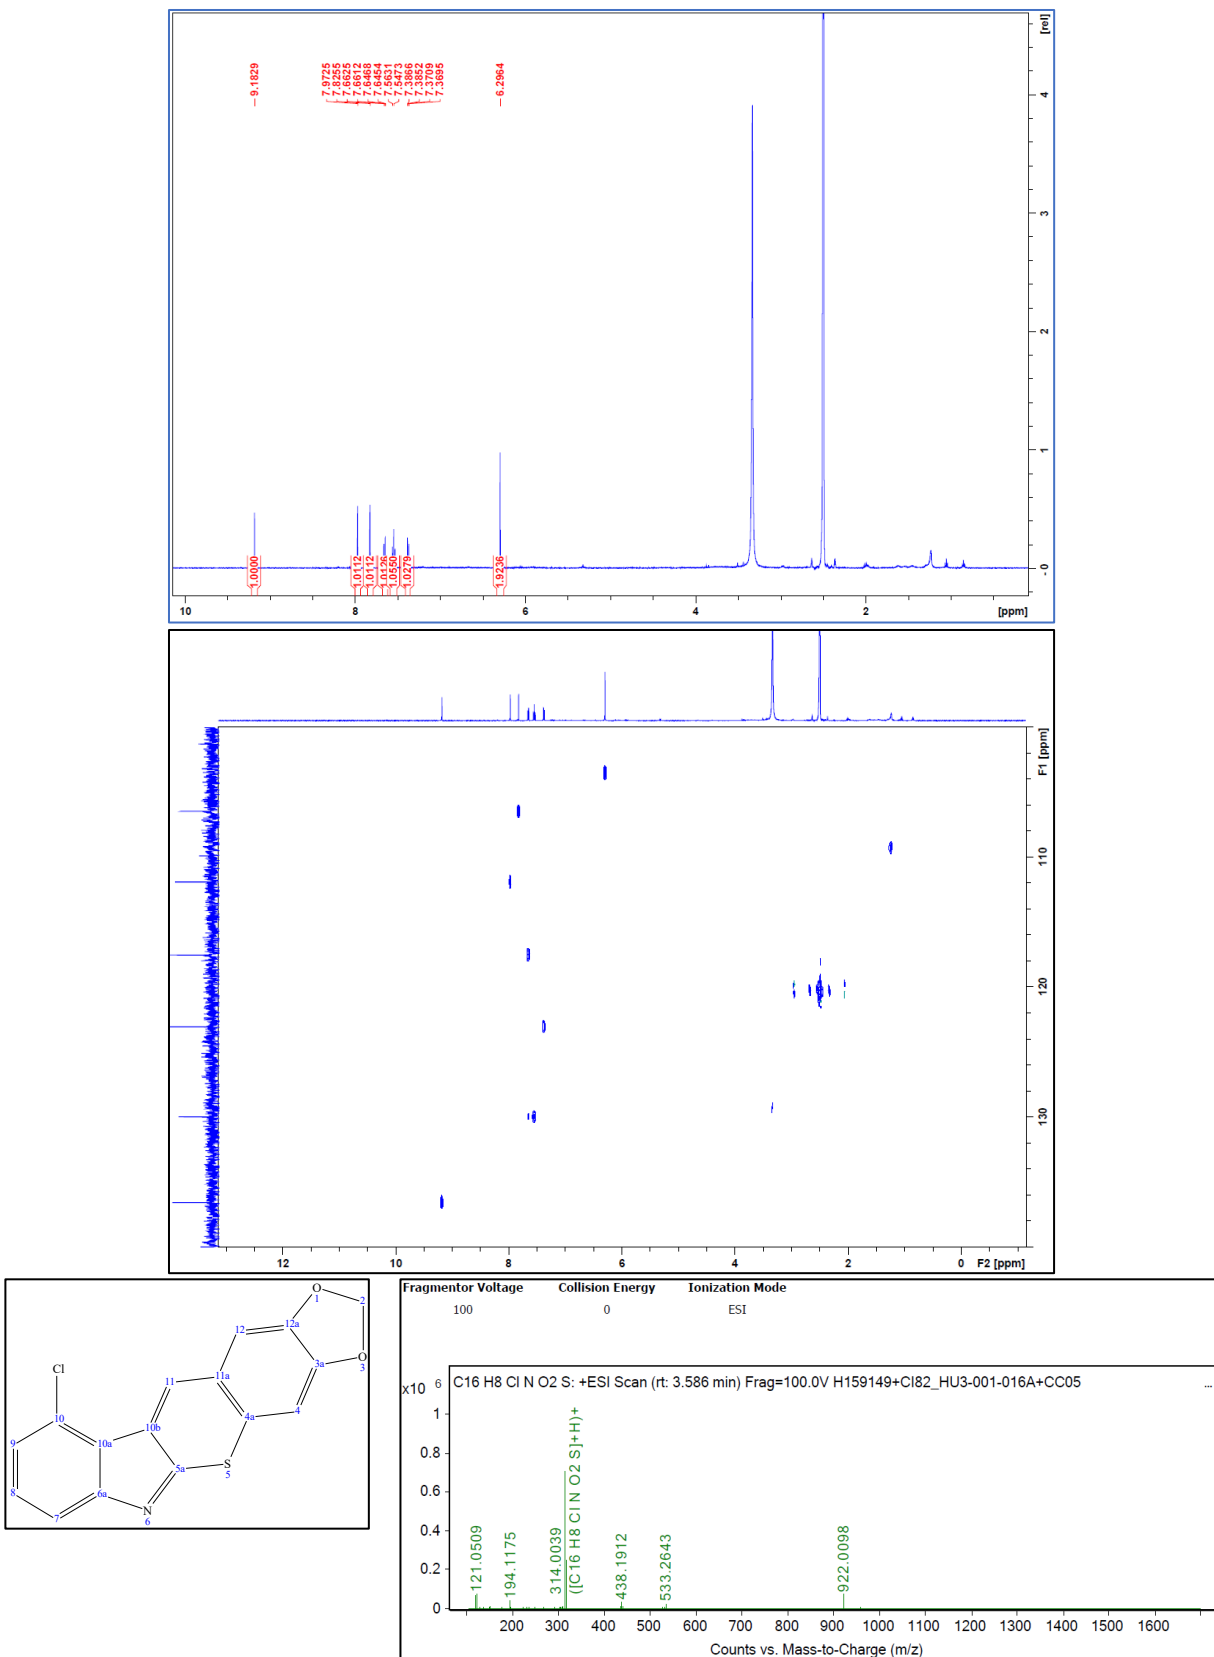 [rel]
9.1829
7.9725
7.8255
7.6625
7.6612
7.6468
7.6454
7.5631
7.5473
7.3866
7.3852
7.3709
7.3695
6.2964
4
3
2
1
0
1.0000
1.0112
1.0112
1.0126
1.0550
1.0279
1.9236
10 8 6 4 2 [ppm]
F1 [ppm]
110
120
130
12 10 8 6 4 2 0 F2 [ppm]
O
1
2
12
12a
O
3
3a
Cl
11
11a
4
10
10b
4a
9
10a
5a
S
5
8
6a
7
N
6
Fragmentor Voltage Collision Energy Ionization Mode
100 0 ESI
x10 6 C16 H8 Cl N O2 S: +ESI Scan (rt: 3.586 min) Frag=100.0V H159149+CI82_HU3-001-016A+CC05 ...
1
0.8
0.6
0.4
0.2
0
121.0509
194.1175
314.0039
([C16 H8 Cl N O2 S]+H)+
438.1912
533.2643
922.0098
200 300 400 500 600 700 800 900 1000 1100 1200 1300 1400 1500 1600
Counts vs. Mass-to-Charge (m/z)